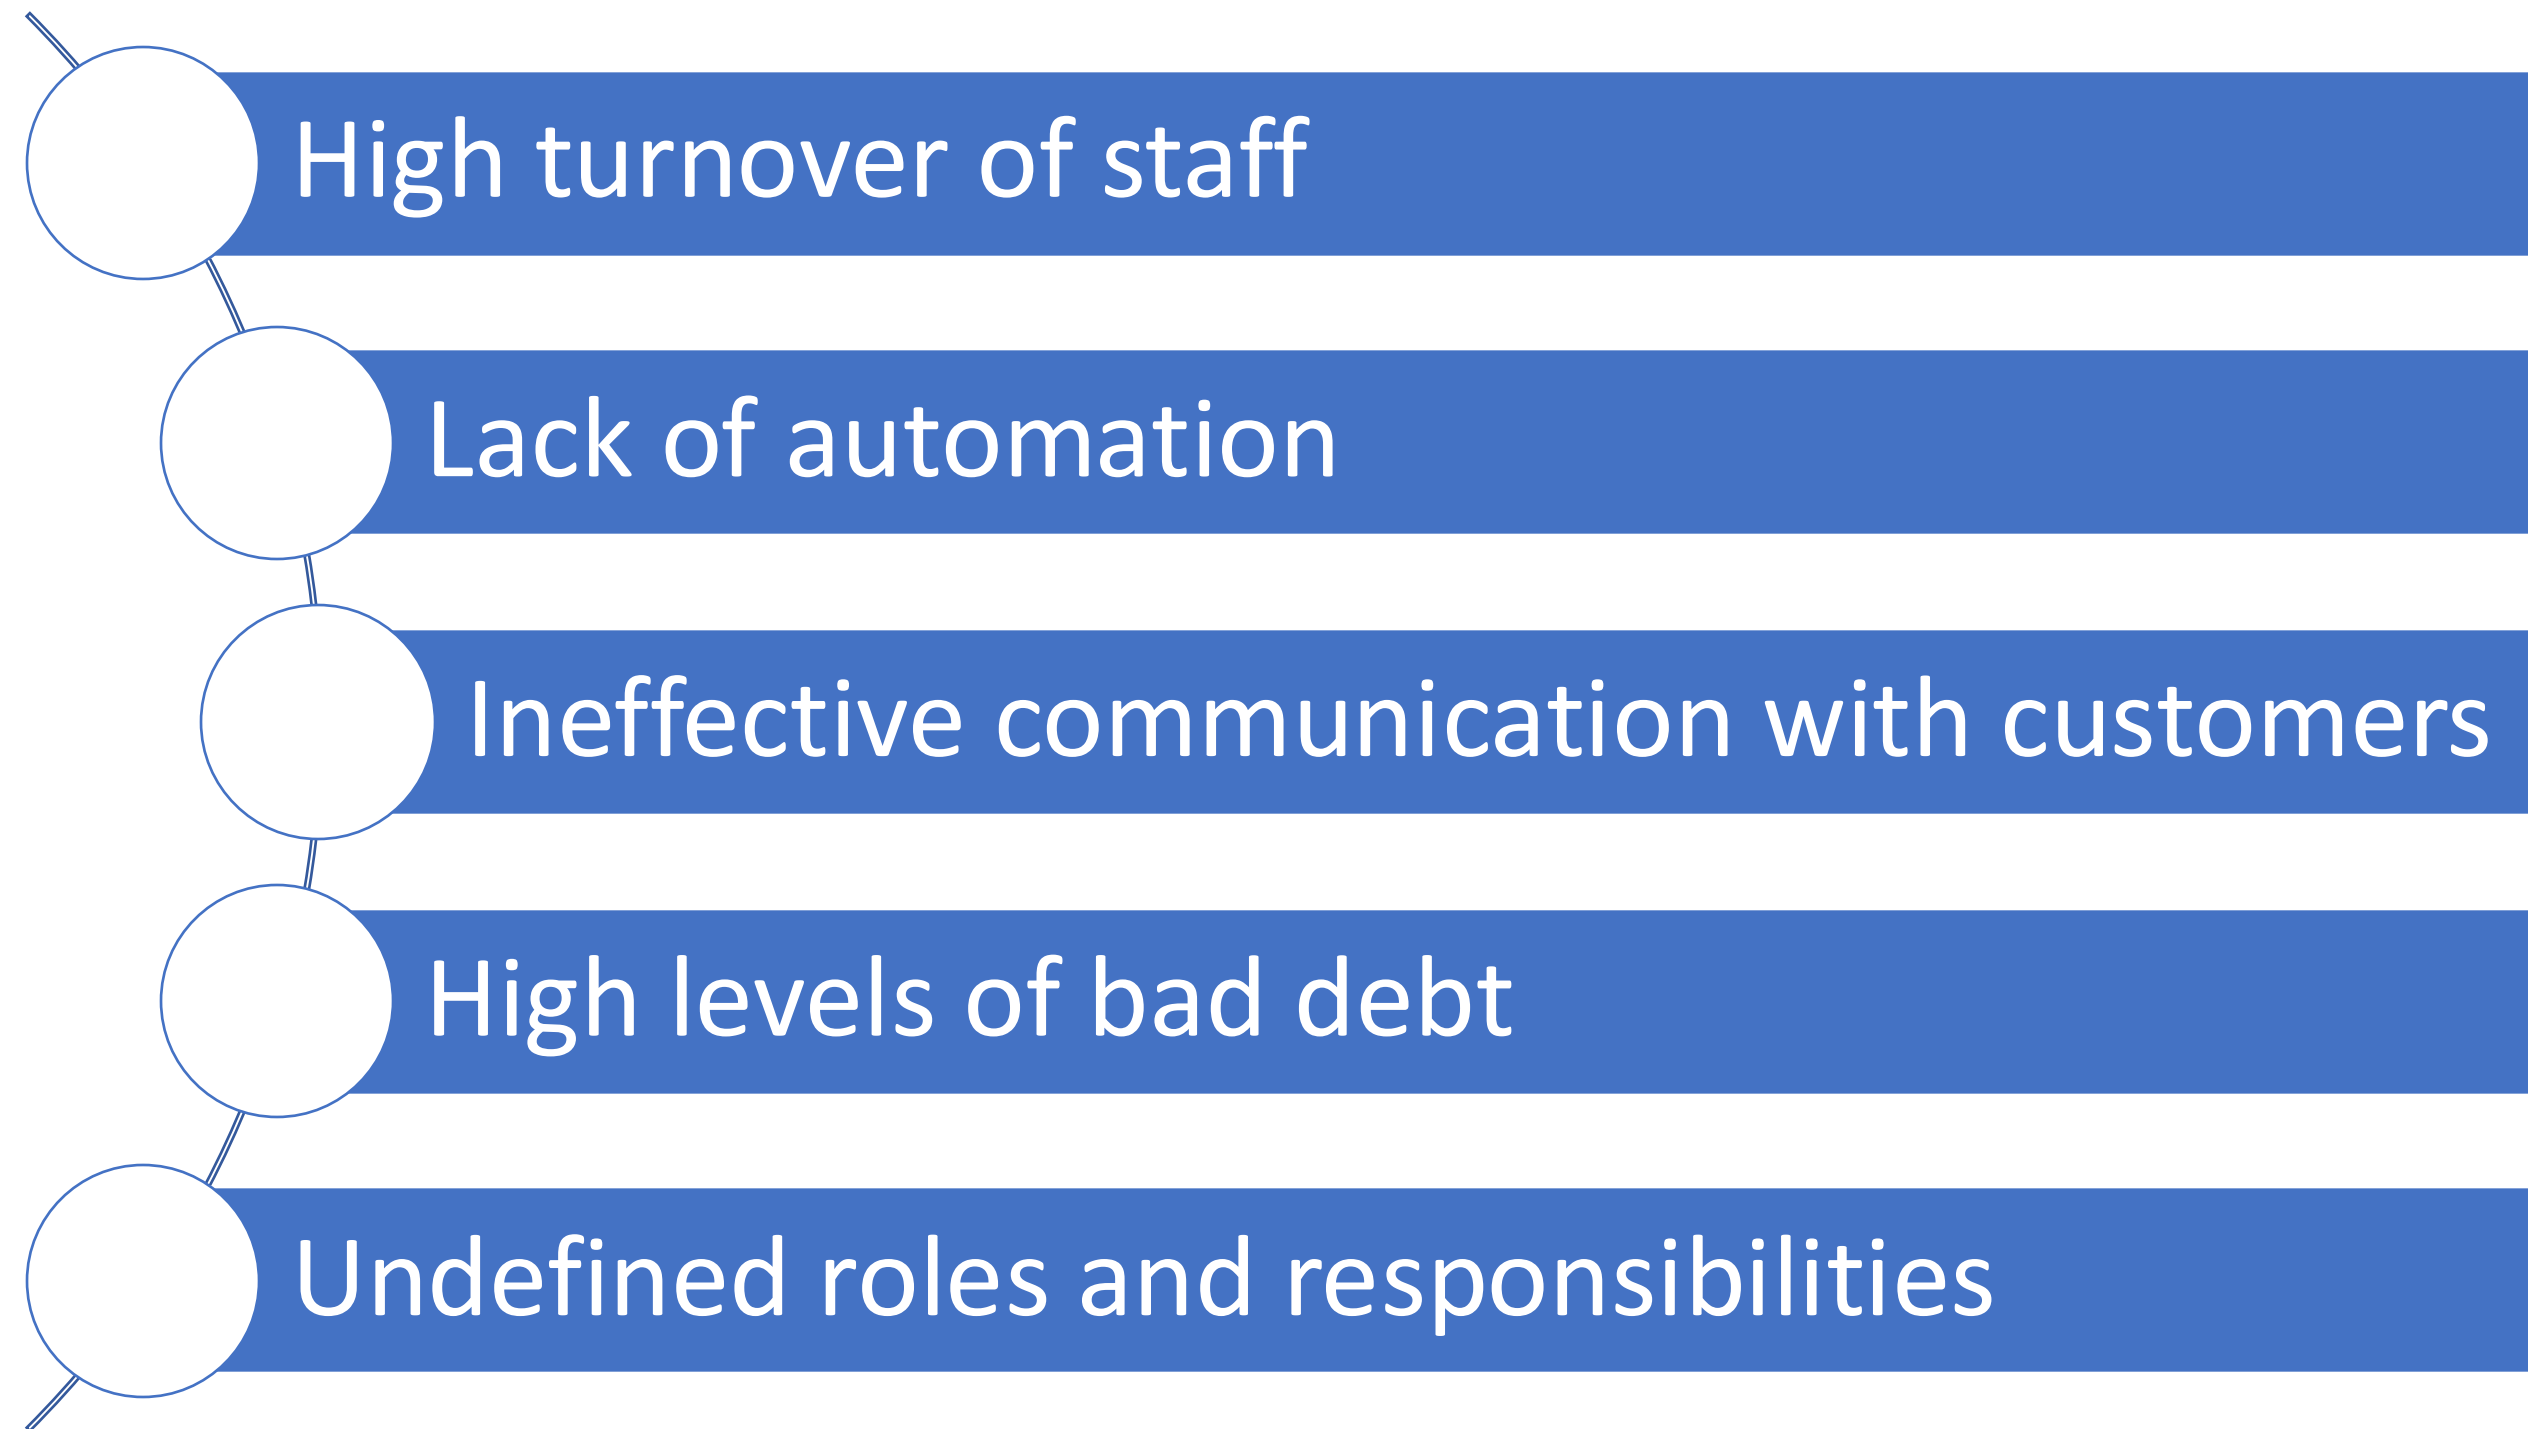 High turnover of staff
Lack of automation
Ineffective communication with customers
High levels of bad debt
Undefined roles and responsibilities